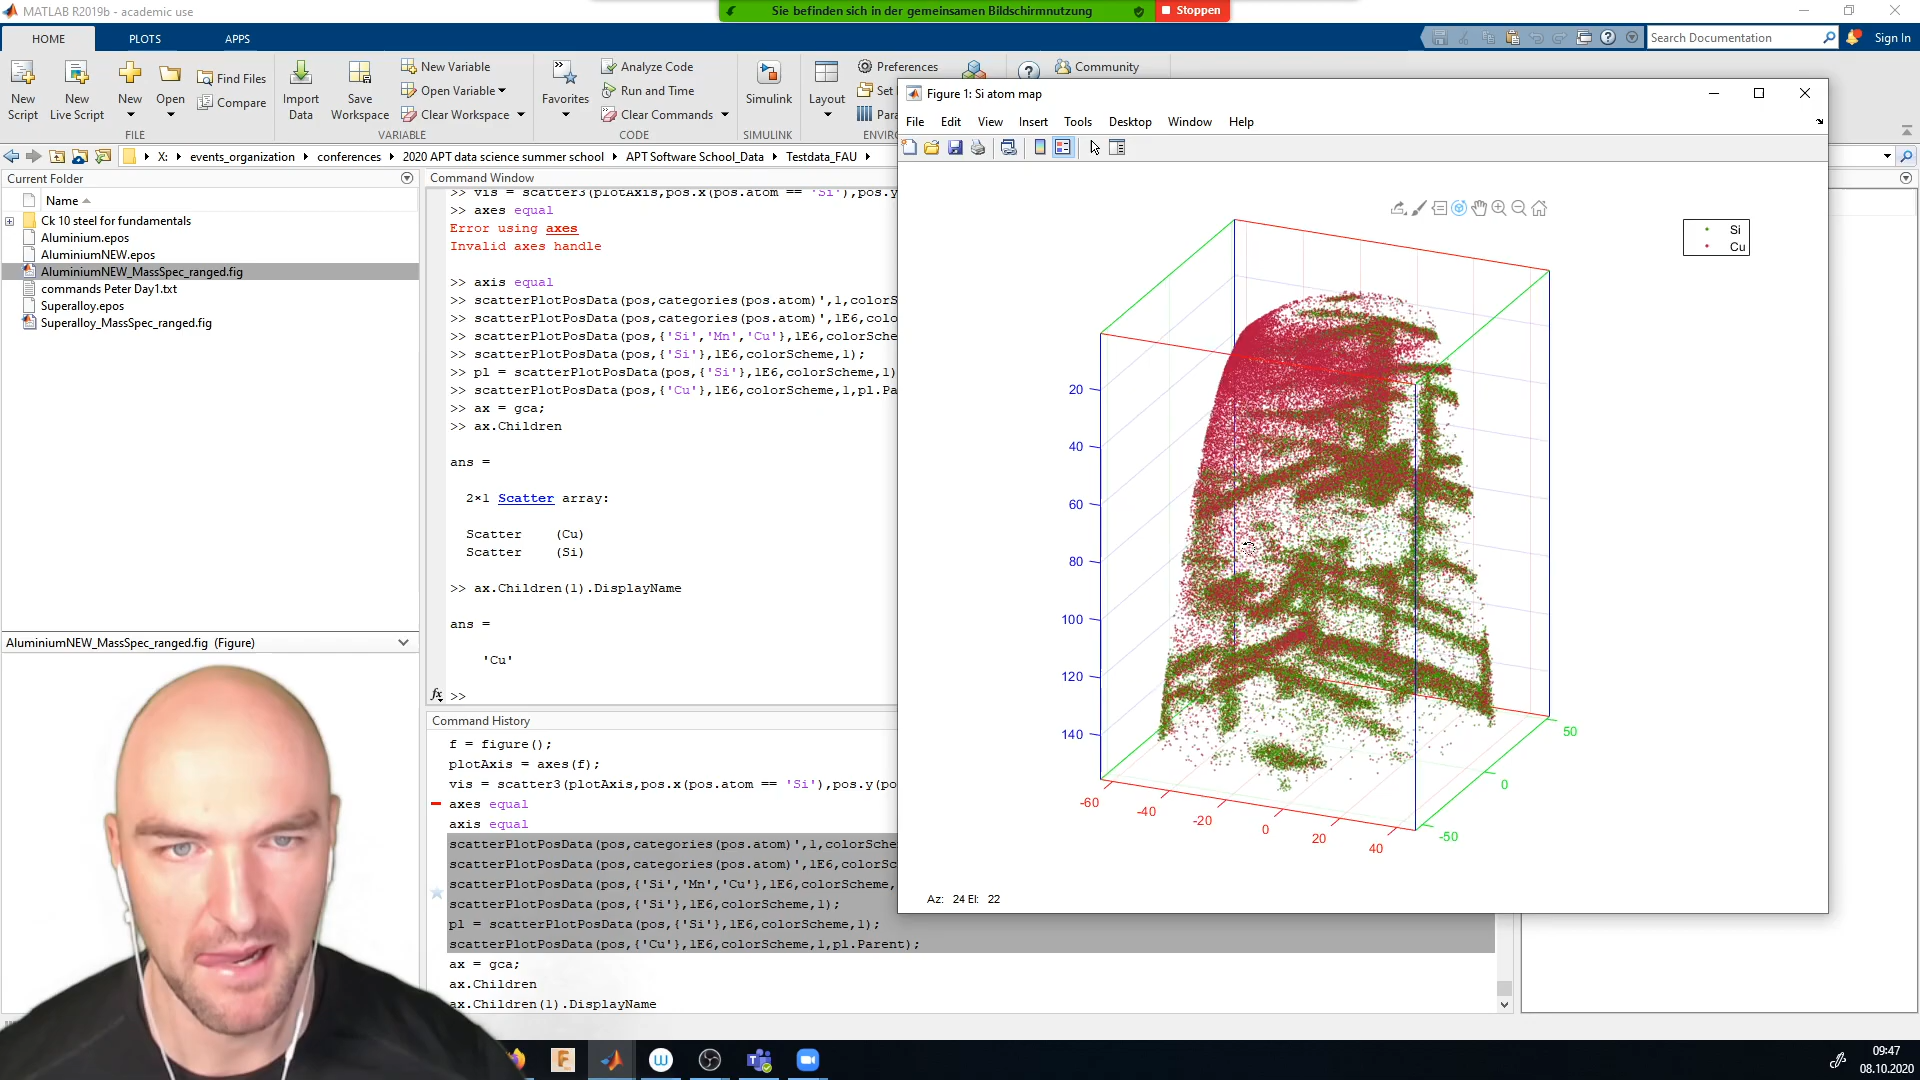 MATLAB R2019b - academic use
Sie befinden sich in der gemeinsamen Bildschirmnutzung
Stoppen
HOME
PLOTS
APPS
Search Documentation
Sign In
New Script
New Live Script
New
Open
Find Files
Compare
FILE
Import Data
Save Workspace
New Variable
Open Variable
Clear Workspace
VARIABLE
Favorites
Analyze Code
Run and Time
Clear Commands
CODE
Simulink
SIMULINK
Layout
Preferences
Set
Community
X: events_organization conferences 2020 APT data science summer school APT Software School_Data Testdata_FAU
Current Folder
Name
Ck 10 steel for fundamentals
Aluminium.epos
AluminiumNEW.epos
AluminiumNEW_MassSpec_ranged.fig
commands Peter Day1.txt
Superalloy.epos
Superalloy_MassSpec_ranged.fig
AluminiumNEW_MassSpec_ranged.fig (Figure)
Command Window
>> vis = scatter3(plotAxis,pos.x(pos.atom == 'Si'),pos.y
>> axes equal
Error using axes
Invalid axes handle
>> axis equal
>> scatterPlotPosData(pos,categories(pos.atom)',1,colorS
>> scatterPlotPosData(pos,categories(pos.atom)',1E6,colo
>> scatterPlotPosData(pos,{'Si','Mn','Cu'},1E6,colorSche
>> scatterPlotPosData(pos,{'Si'},1E6,colorScheme,1);
>> pl = scatterPlotPosData(pos,{'Si'},1E6,colorScheme,1)
>> scatterPlotPosData(pos,{'Cu'},1E6,colorScheme,1,pl.Pa
>> ax = gca;
>> ax.Children
ans =
2×1 Scatter array:
Scatter (Cu)
Scatter (Si)
>> ax.Children(1).DisplayName
ans =
'Cu'
fx >>
Command History
f = figure();
plotAxis = axes(f);
vis = scatter3(plotAxis,pos.x(pos.atom == 'Si'),pos.y(po
axes equal
axis equal
scatterPlotPosData(pos,categories(pos.atom)',1,colorSche
scatterPlotPosData(pos,categories(pos.atom)',1E6,colorSc
scatterPlotPosData(pos,{'Si','Mn','Cu'},1E6,colorScheme,
scatterPlotPosData(pos,{'Si'},1E6,colorScheme,1);
pl = scatterPlotPosData(pos,{'Si'},1E6,colorScheme,1);
scatterPlotPosData(pos,{'Cu'},1E6,colorScheme,1,pl.Parent);
ax = gca;
ax.Children
ax.Children(1).DisplayName
Figure 1: Si atom map
File Edit View Insert Tools Desktop Window Help
Si
Cu
20
40
60
80
100
120
140
-60
-40
-20
0
20
40
50
0
-50
Az: 24 El: 22
09:47
08.10.2020